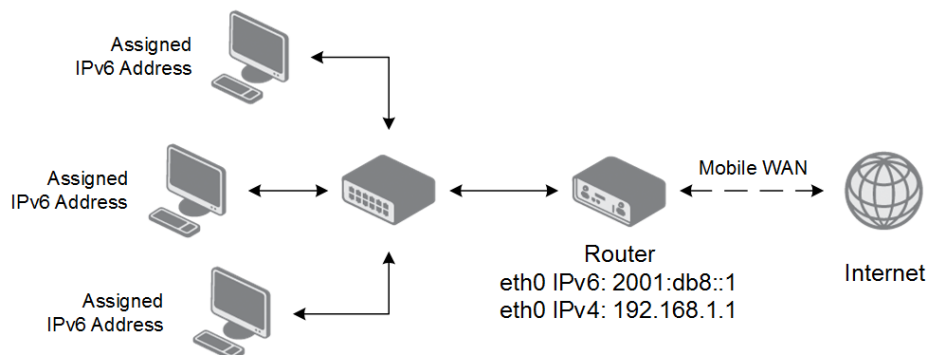 Assigned
IPv6 Address
Assigned
IPv6 Address
Assigned
IPv6 Address
Mobile WAN
Router
eth0 IPv6: 2001:db8::1
eth0 IPv4: 192.168.1.1
Internet